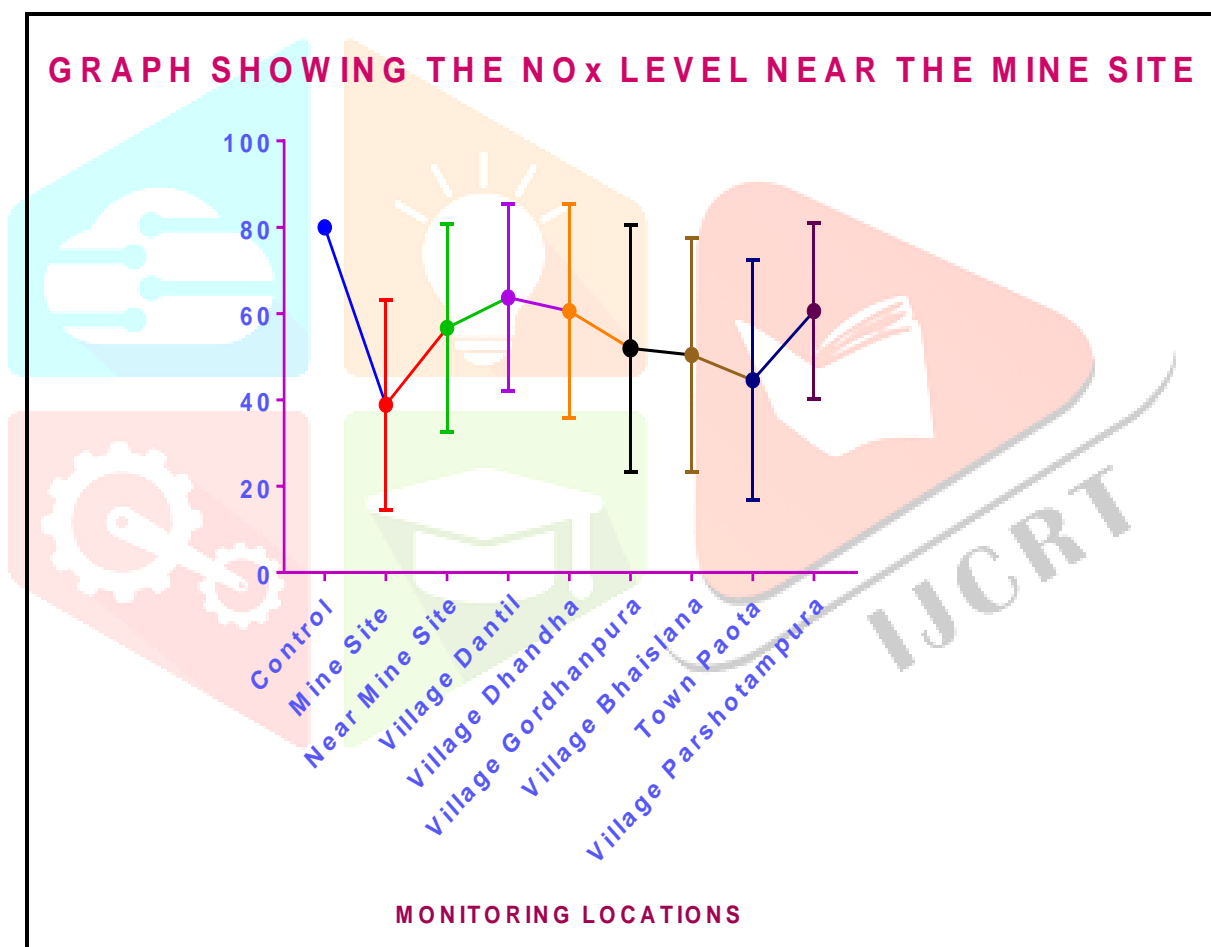 GRAPH SHOWING THE NOx LEVEL NEAR THE MINE SITE
100
80
60
40
20
0
Control
Mine Site
Near Mine Site
Village Dantil
Village Dhandha
Village Gordhanpura
Village Bhaislana
Town Paota
Village Parshotampura
IJCRT
MONITORING LOCATIONS